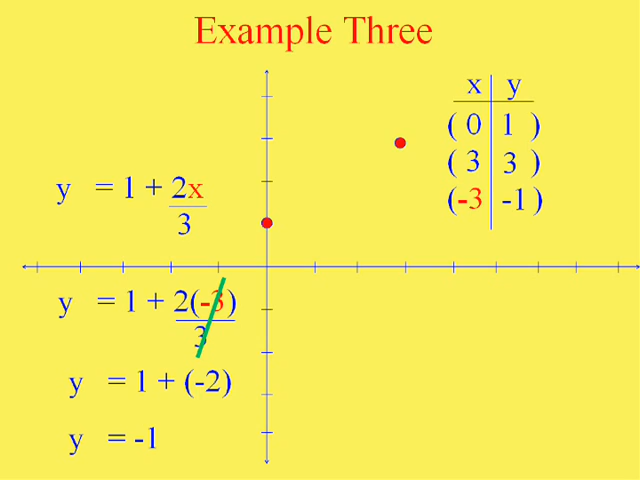 Example Three
x y
( 0 1 )
( 3 3 )
(-3 -1 )
y = 1 + 2x
3
y = 1 + 2(-3)
3
y = 1 + (-2)
y = -1